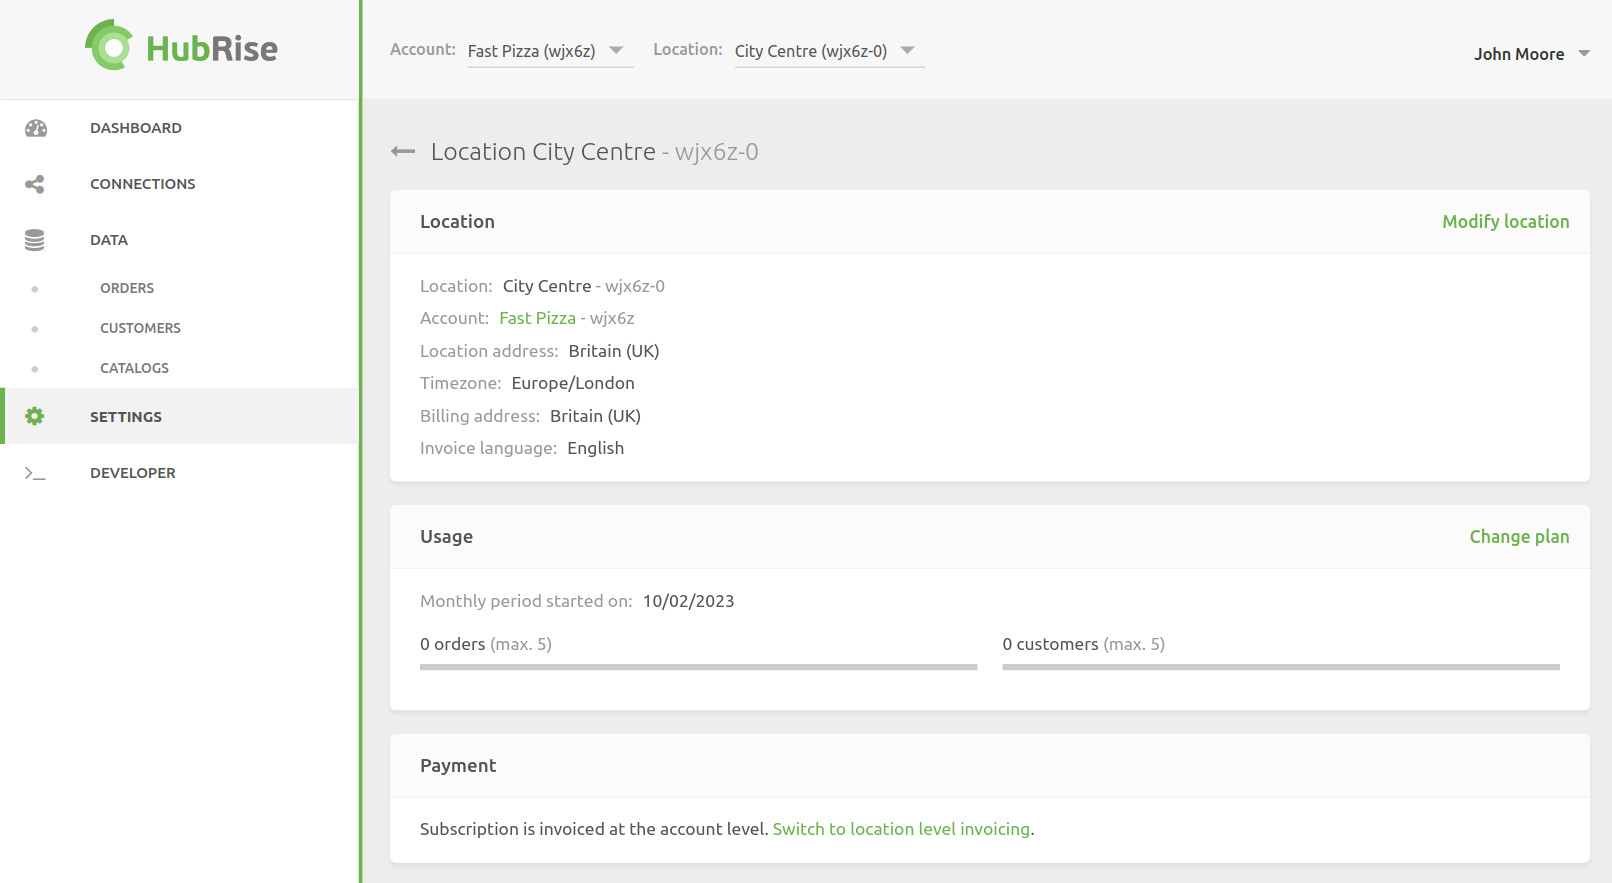 HubRise
Account: Fast Pizza (wjx6z) Location: City Centre (wjx6z-0)
John Moore
DASHBOARD
CONNECTIONS
DATA
ORDERS
CUSTOMERS
CATALOGS
SETTINGS
DEVELOPER
Location City Centre - wjx6z-0
Location
Modify location
Location: City Centre - wjx6z-0
Account: Fast Pizza - wjx6z
Location address: Britain (UK)
Timezone: Europe/London
Billing address: Britain (UK)
Invoice language: English
Usage
Change plan
Monthly period started on: 10/02/2023
0 orders (max. 5)
0 customers (max. 5)
Payment
Subscription is invoiced at the account level. Switch to location level invoicing.